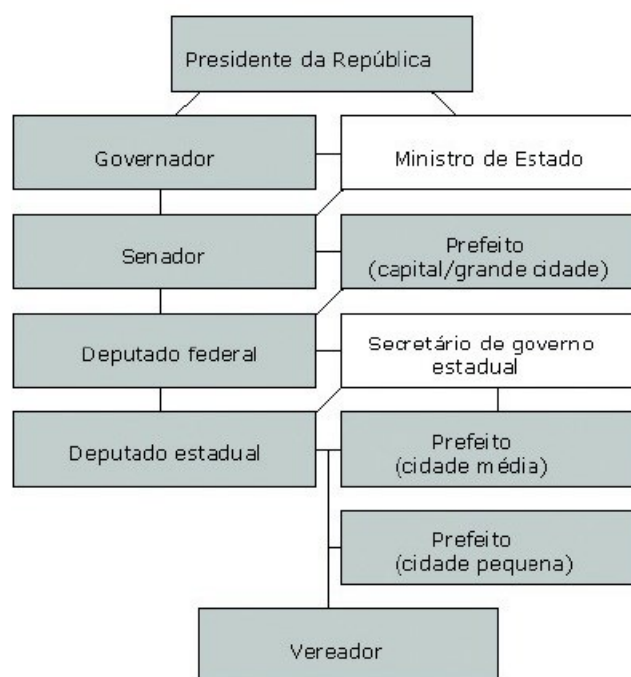 Presidente da República
Governador
Ministro de Estado
Senador
Prefeito
(capital/grande cidade)
Deputado federal
Secretário de governo
estadual
Deputado estadual
Prefeito
(cidade média)
Prefeito
(cidade pequena)
Vereador